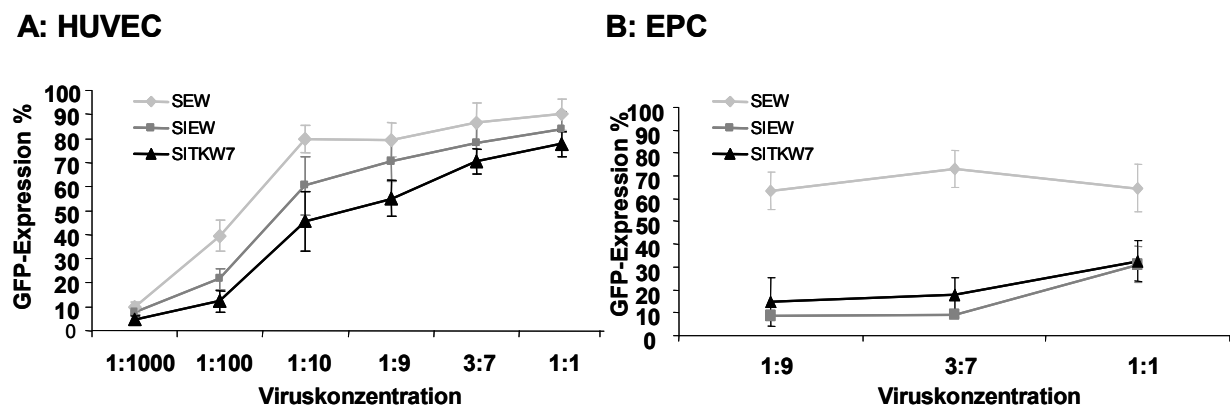 A: HUVEC
GFP-Expression %
100
90
80
70
60
50
40
30
20
10
0
SEW
SIEW
SITKW7
1:1000 1:100 1:10 1:9 3:7 1:1
Viruskonzentration
B: EPC
GFP-Expression %
100
90
80
70
60
50
40
30
20
10
0
SEW
SIEW
SITKW7
1:9 3:7 1:1
Viruskonzentration